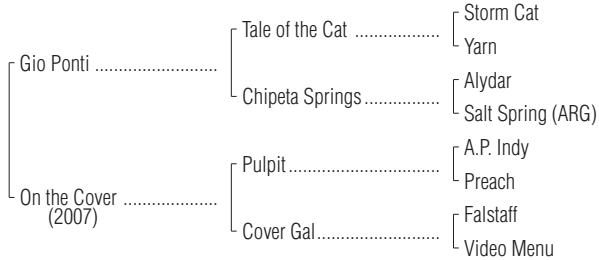 Storm Cat
Tale of the Cat ..................
Yarn
Gio Ponti ..........................
Alydar
Chipeta Springs................
Salt Spring (ARG)
A.P. Indy
Pulpit................................
Preach
On the Cover ....................
(2007)
Falstaff
Cover Gal..........................
Video Menu